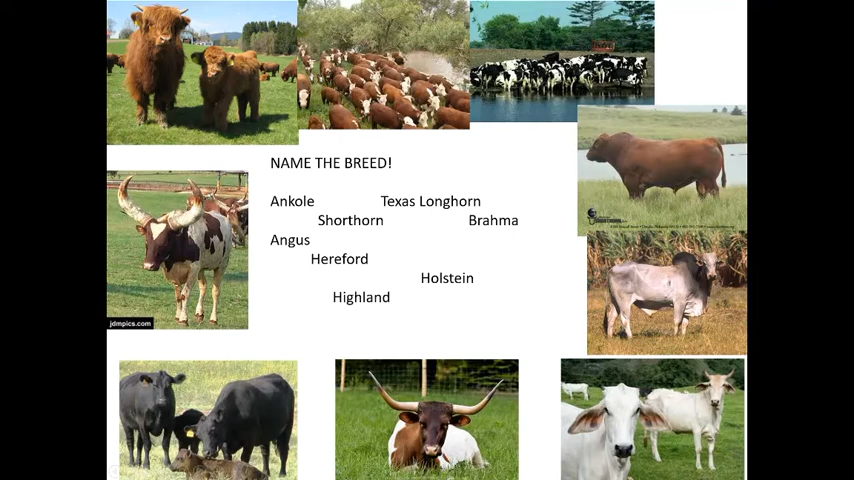 NAME THE BREED!
Ankole Texas Longhorn
Shorthorn Brahma
Angus
Hereford
Holstein
Highland
jdmpics.com